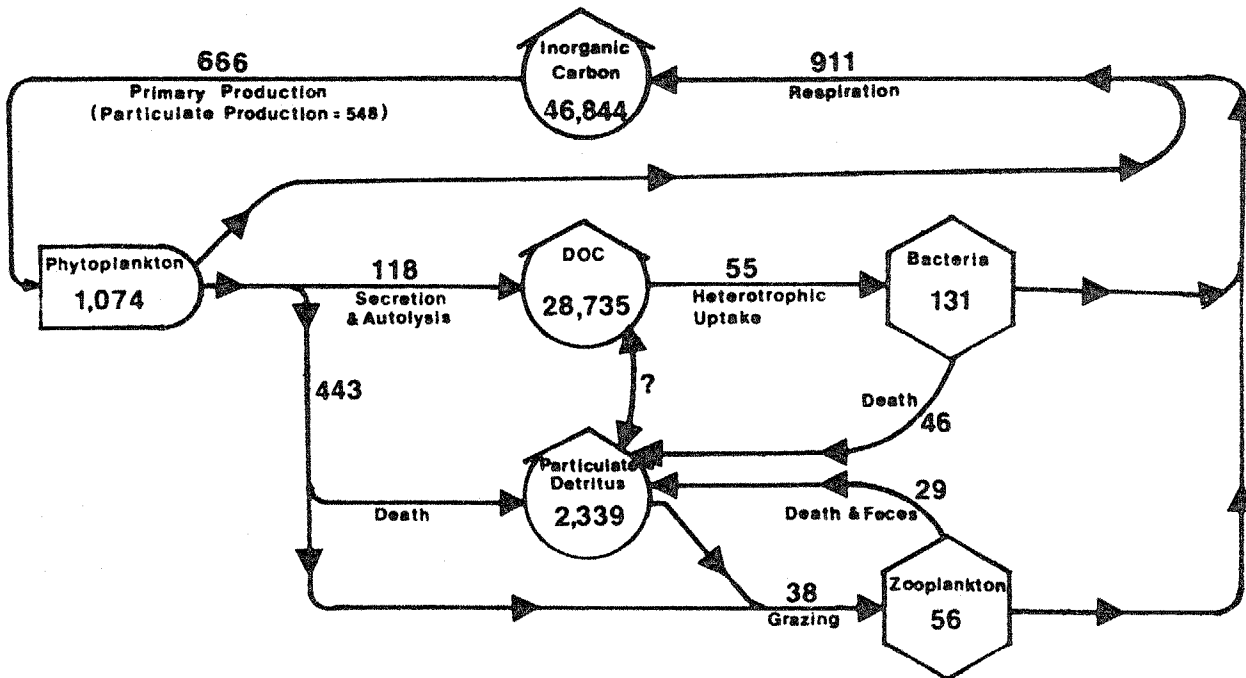 666
Primary Production
(Particulate Production = 548)
Inorganic
Carbon
46,844
911
Respiration
Phytoplankton
1,074
118
Secretion
& Autolysis
DOC
28,735
55
Heterotrophic
Uptake
Bacteria
131
443
?
Death
46
Particulate
Detritus
2,339
Death
29
Death & Feces
38
Grazing
Zooplankton
56